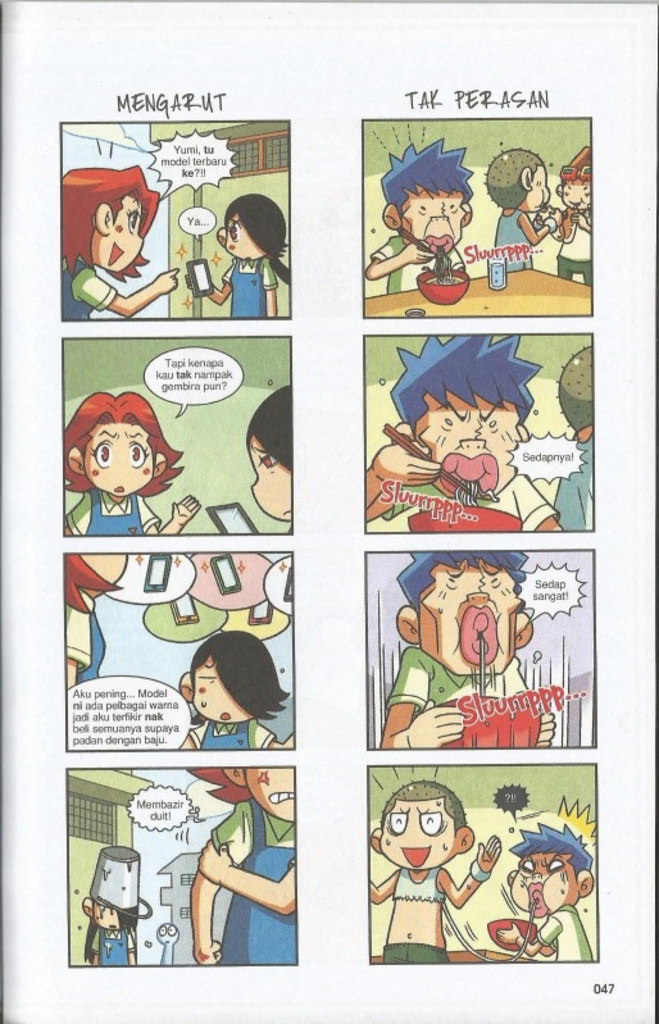 MENGARUT
Yumi, tu
model terbaru
ke?!!
Ya...
Tapi kenapa
kau tak nampak
gembira pun?
Aku pening... Model
ni ada pelbagai warna
jadi aku terfikir nak
beli semuanya supaya
padan dengan baju.
Membazir
duit!
TAK PERASAN
Sluurrppp...
Sedapnya!
Sluurrppp...
Sedap
sangat!
Sluurrppp...
?!!
047